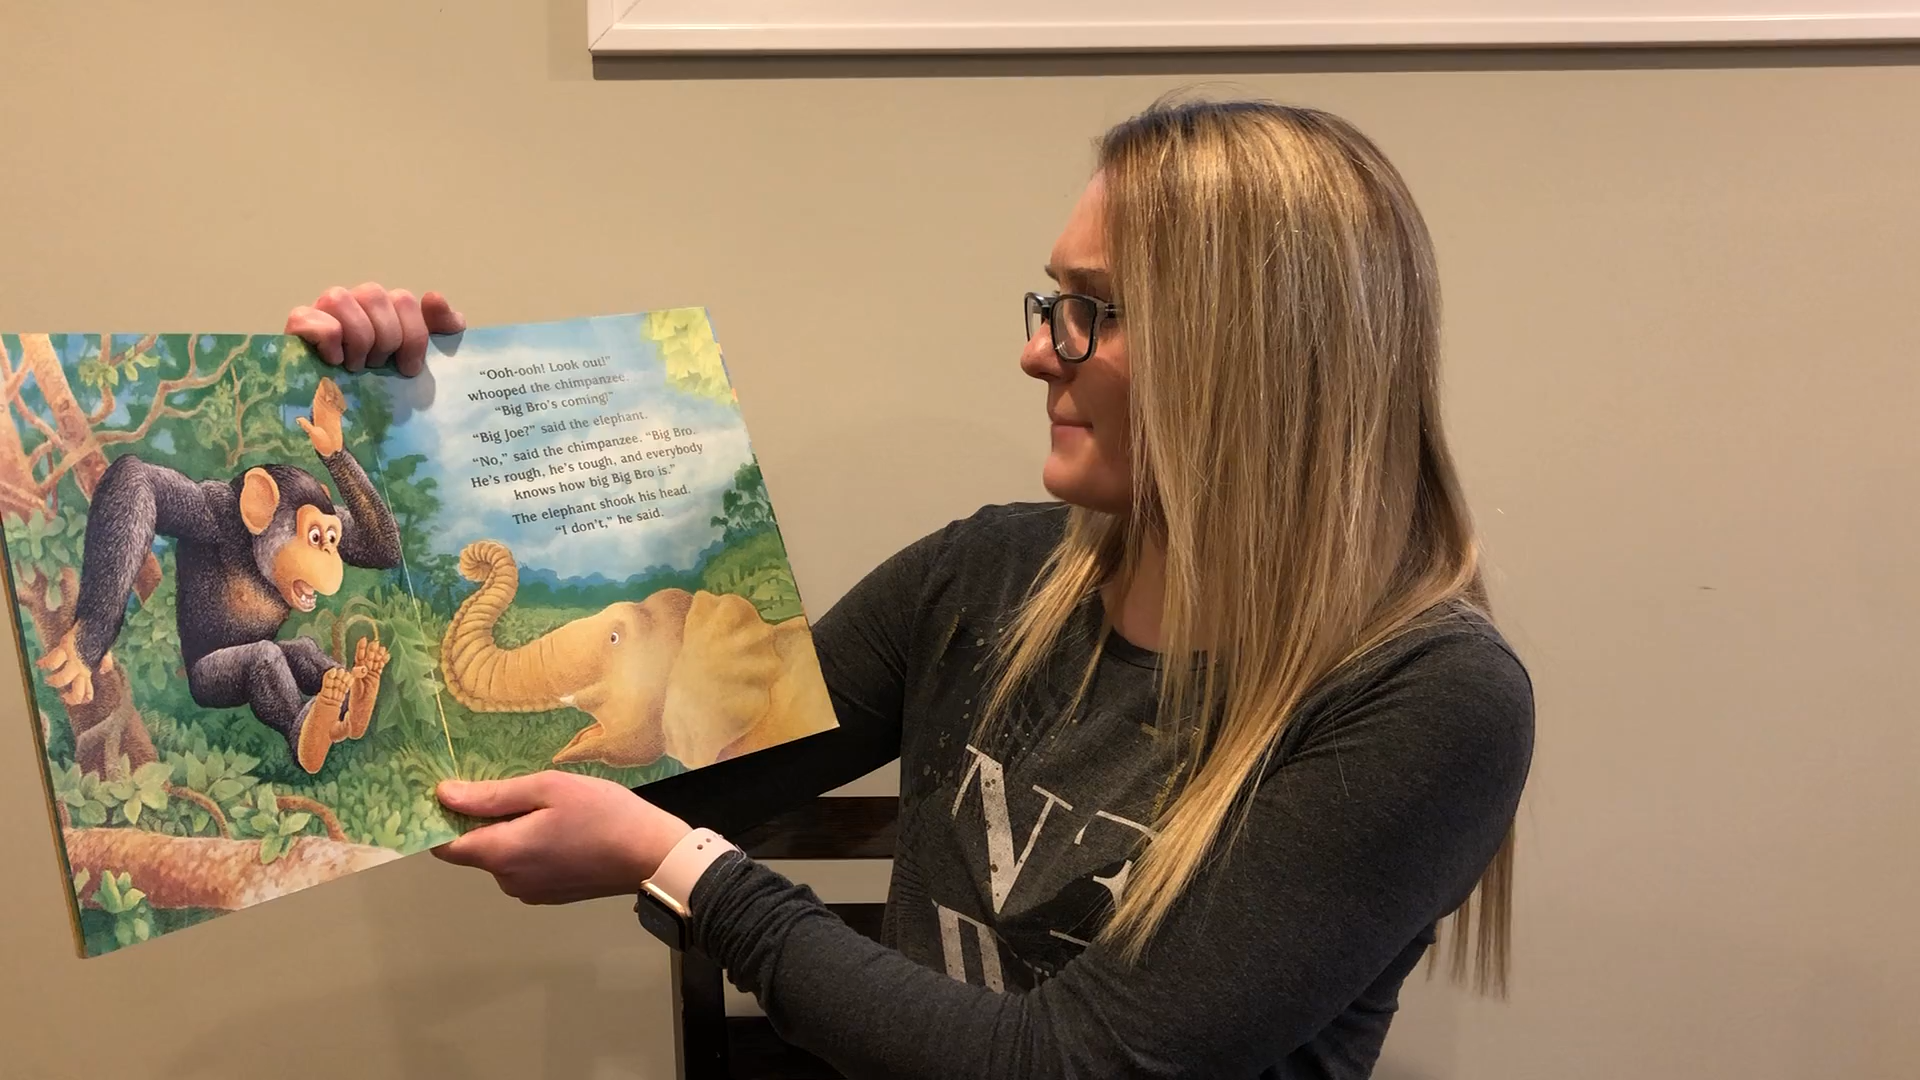 “Ooh-ooh! Look out!”
whooped the chimpanzee.
“Big Bro's coming!”
“Big Joe?” said the elephant.
“No,” said the chimpanzee. “Big Bro.
He's rough, he's tough, and everybody
knows how big Big Bro is.”
The elephant shook his head.
“I don't,” he said.